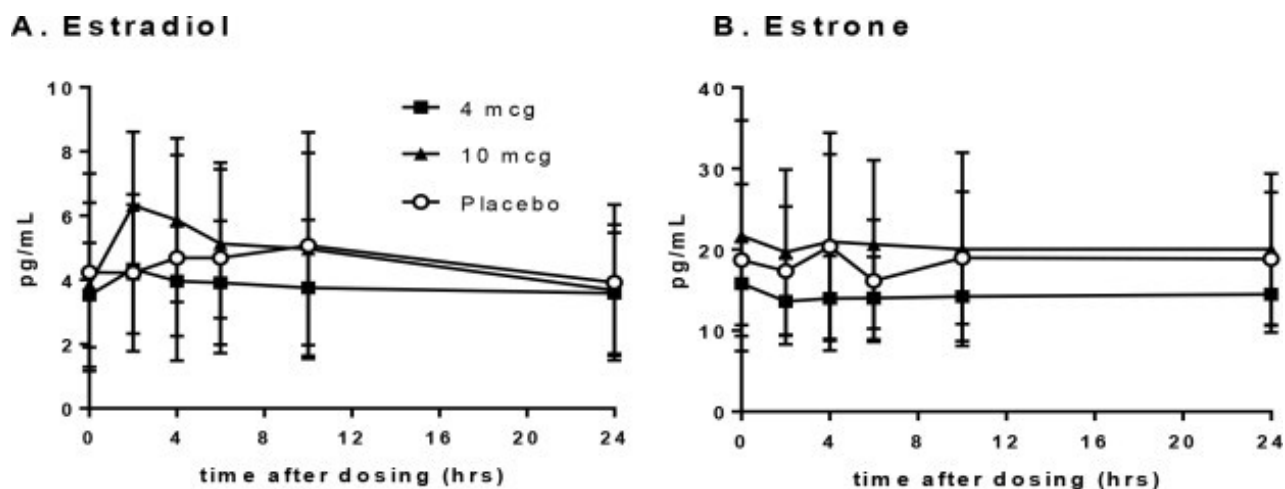 A. Estradiol
10
8
6
4
2
0
pg/mL
4 mcg
10 mcg
Placebo
0 4 8 12 16 20 24
time after dosing (hrs)
B. Estrone
40
30
20
10
0
pg/mL
0 4 8 12 16 20 24
time after dosing (hrs)